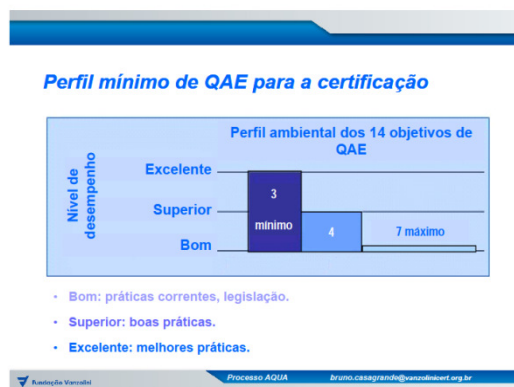 Perfil mínimo de QAE para a certificação
Perfil ambiental dos 14 objetivos de
QAE
Nível de
desempenho
Excelente
Superior
Bom
3
mínimo
4
7 máximo
• Bom: práticas correntes, legislação.
• Superior: boas práticas.
• Excelente: melhores práticas.
Fundação Vanzolini
Processo AQUA
bruno.casagrande@vanzolinicert.org.br